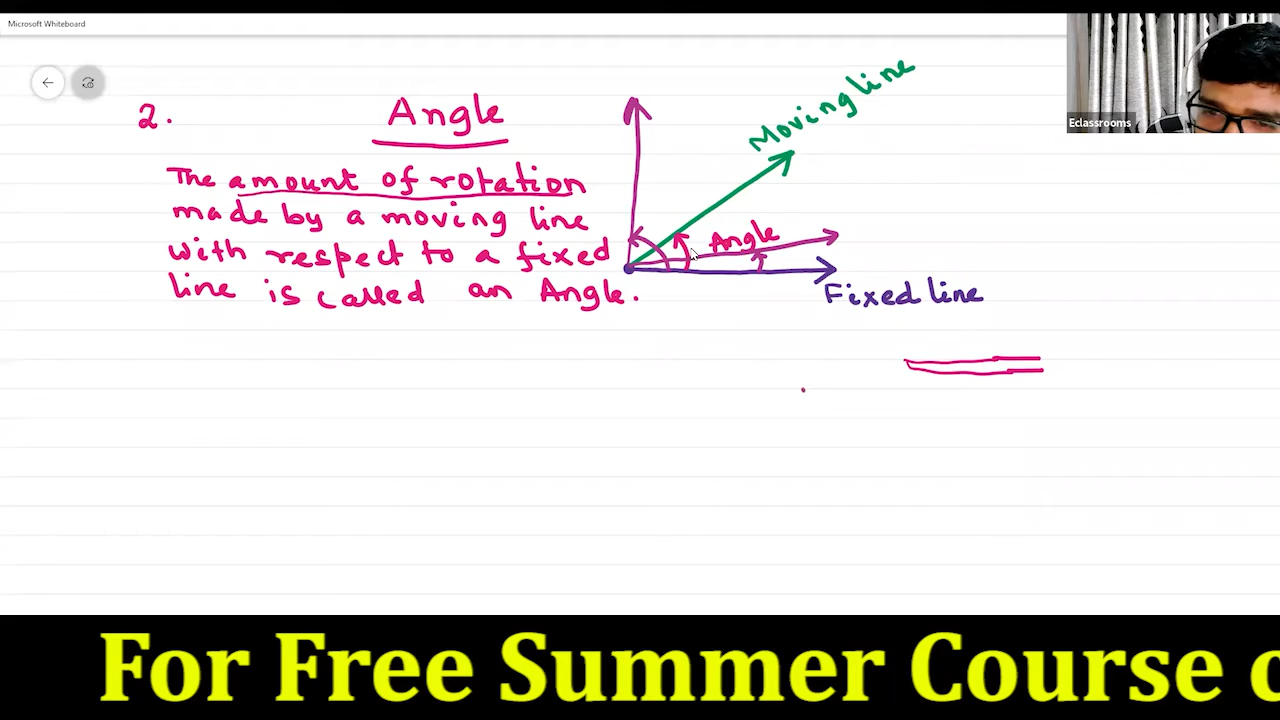 Microsoft Whiteboard
2. Angle
The amount of rotation
made by a moving line
with respect to a fixed
line is called an Angle.
Moving line
Angle
Fixed line
Eclassrooms
For Free Summer Course o